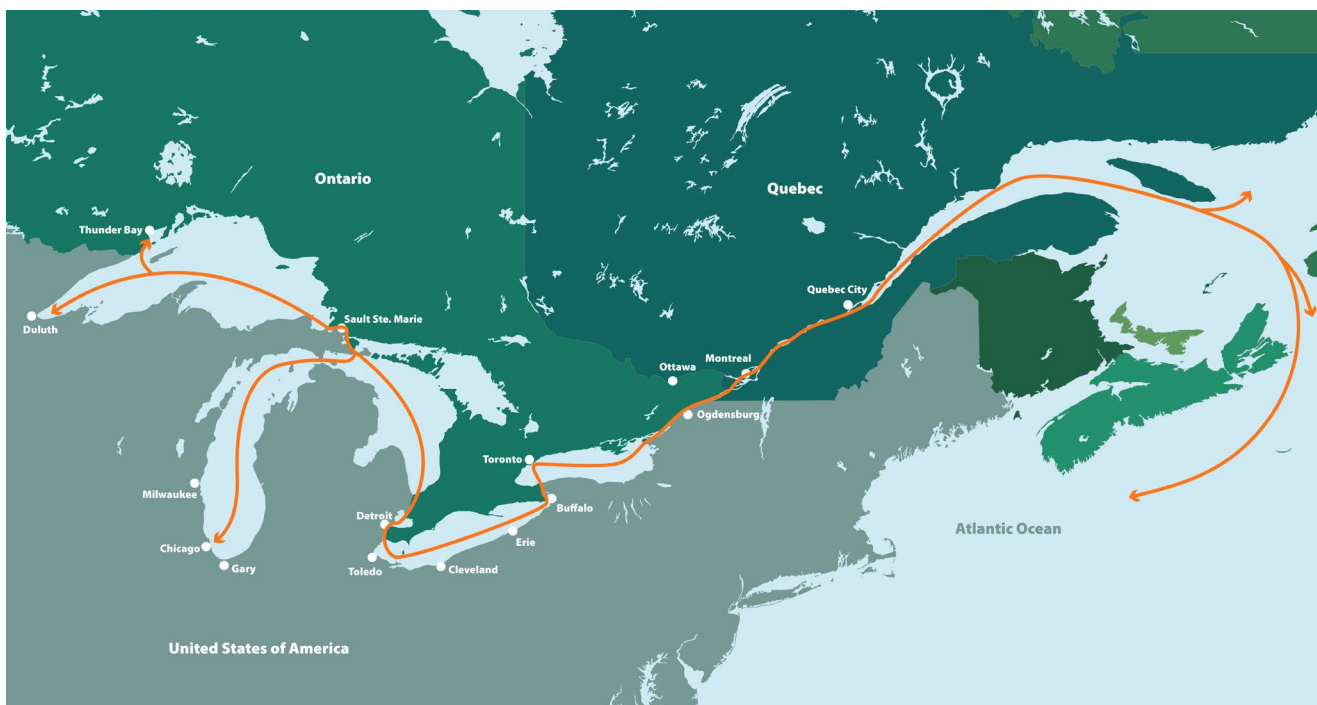 Ontario
Quebec
Thunder Bay
Quebec City
Duluth
Sault Ste. Marie
Montreal
Ottawa
Ogdensburg
Toronto
Milwaukee
Buffalo
Detroit
Erie
Atlantic Ocean
Chicago
Gary
Toledo
Cleveland
United States of America